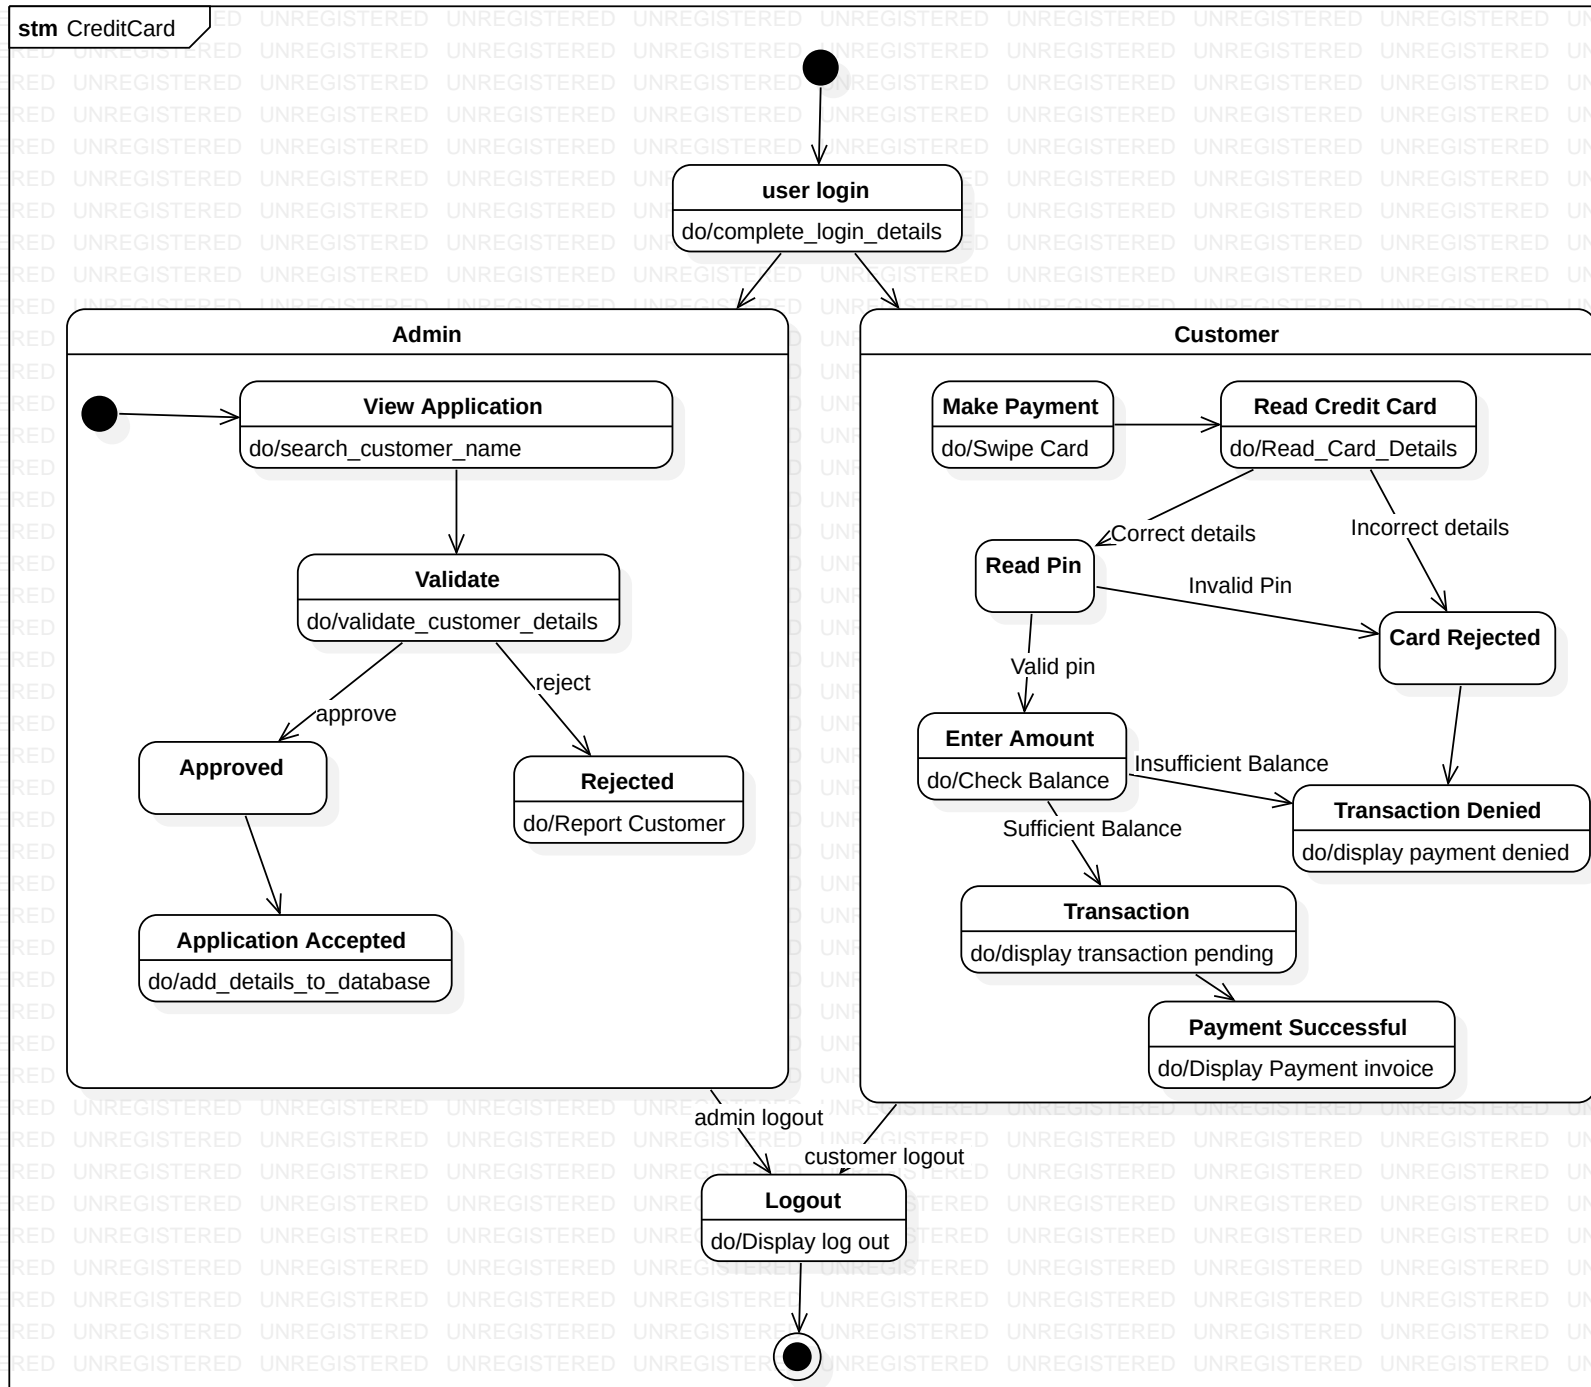 stm CreditCard
user login
do/complete_login_details
Admin
View Application
do/search_customer_name
Validate
do/validate_customer_details
approve
reject
Approved
Rejected
do/Report Customer
Application Accepted
do/add_details_to_database
Customer
Make Payment
do/Swipe Card
Read Credit Card
do/Read_Card_Details
Correct details
Incorrect details
Read Pin
Invalid Pin
Card Rejected
Valid pin
Enter Amount
do/Check Balance
Insufficient Balance
Sufficient Balance
Transaction Denied
do/display payment denied
Transaction
do/display transaction pending
Payment Successful
do/Display Payment invoice
admin logout
customer logout
Logout
do/Display log out
UNREGISTERED